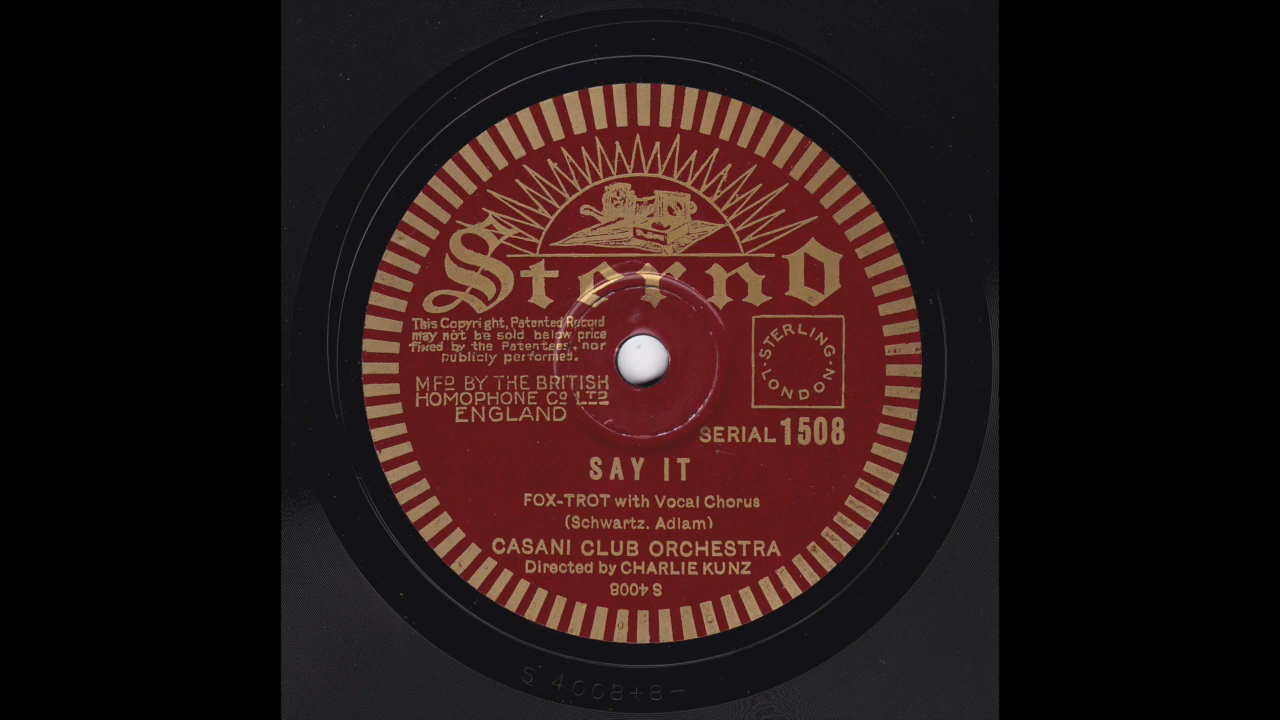 Sterno
This Copyright, Patented Record
may not be sold below price
fixed by the Patentees, nor
publicly performed.
MFD BY THE BRITISH
HOMOPHONE CO LTD
ENGLAND
·STERLING·
LONDON
SERIAL 1508
SAY IT
FOX-TROT with Vocal Chorus
(Schwartz. Adlam)
CASANI CLUB ORCHESTRA
Directed by CHARLIE KUNZ
S 4008
S 4008+8-